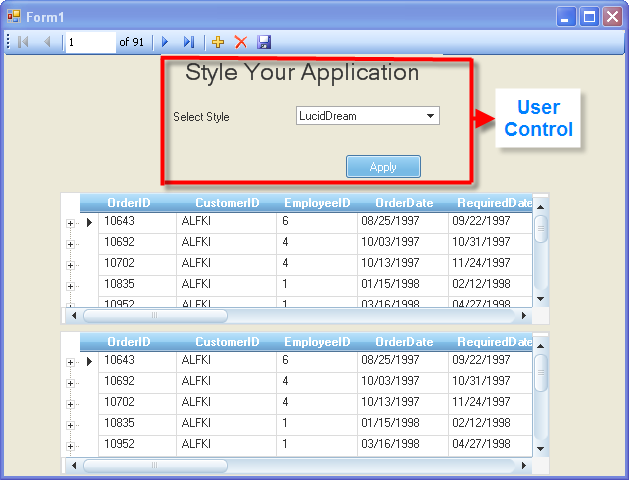 Form1
1 of 91
Style Your Application
Select Style LucidDream
Apply
User
Control
OrderID CustomerID EmployeeID OrderDate RequiredDate
10643 ALFKI 6 08/25/1997 09/22/1997
10692 ALFKI 4 10/03/1997 10/31/1997
10702 ALFKI 4 10/13/1997 11/24/1997
10835 ALFKI 1 01/15/1998 02/12/1998
10952 ALFKI 1 03/16/1998 04/27/1998
OrderID CustomerID EmployeeID OrderDate RequiredDate
10643 ALFKI 6 08/25/1997 09/22/1997
10692 ALFKI 4 10/03/1997 10/31/1997
10702 ALFKI 4 10/13/1997 11/24/1997
10835 ALFKI 1 01/15/1998 02/12/1998
10952 ALFKI 1 03/16/1998 04/27/1998